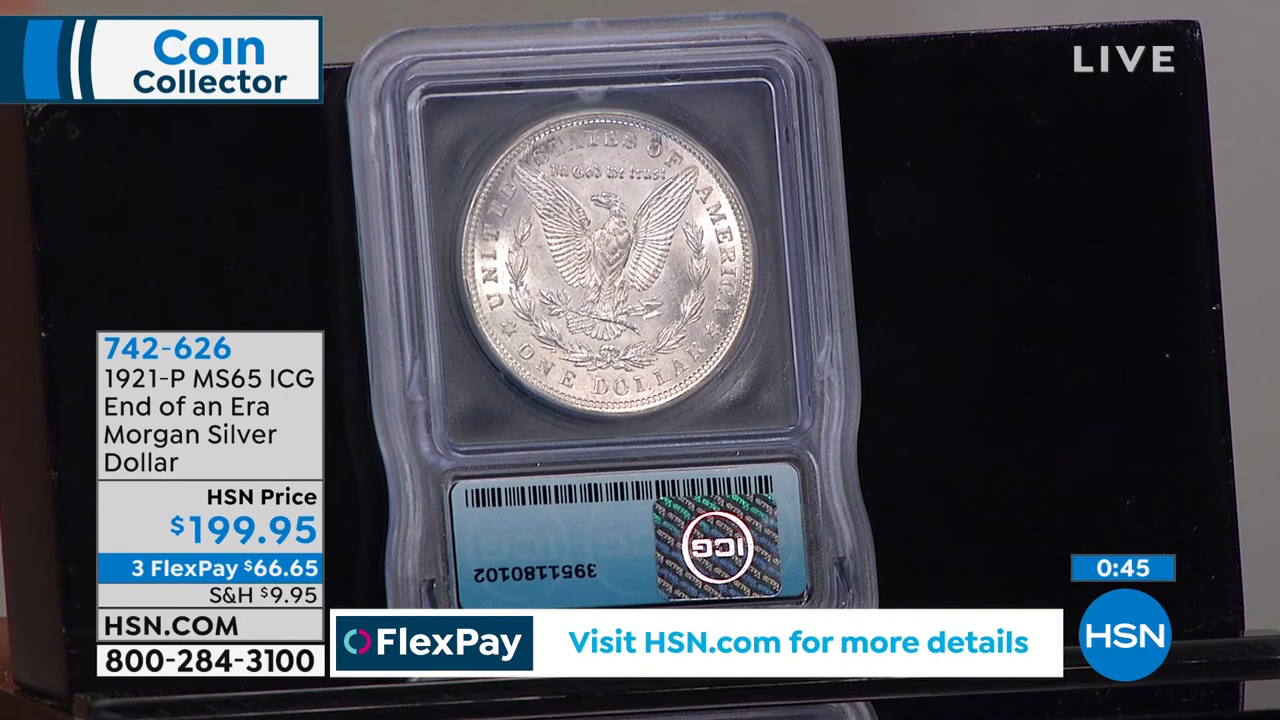 Coin
Collector
LIVE
UNITED STATES OF AMERICA
In God we trust
ONE DOLLAR
742-626
1921-P MS65 ICG
End of an Era
Morgan Silver
Dollar
HSN Price
$199.95
3 FlexPay $66.65
S&H $9.95
HSN.COM
800-284-3100
3951180102
ICG
FlexPay
Visit HSN.com for more details
0:45
HSN